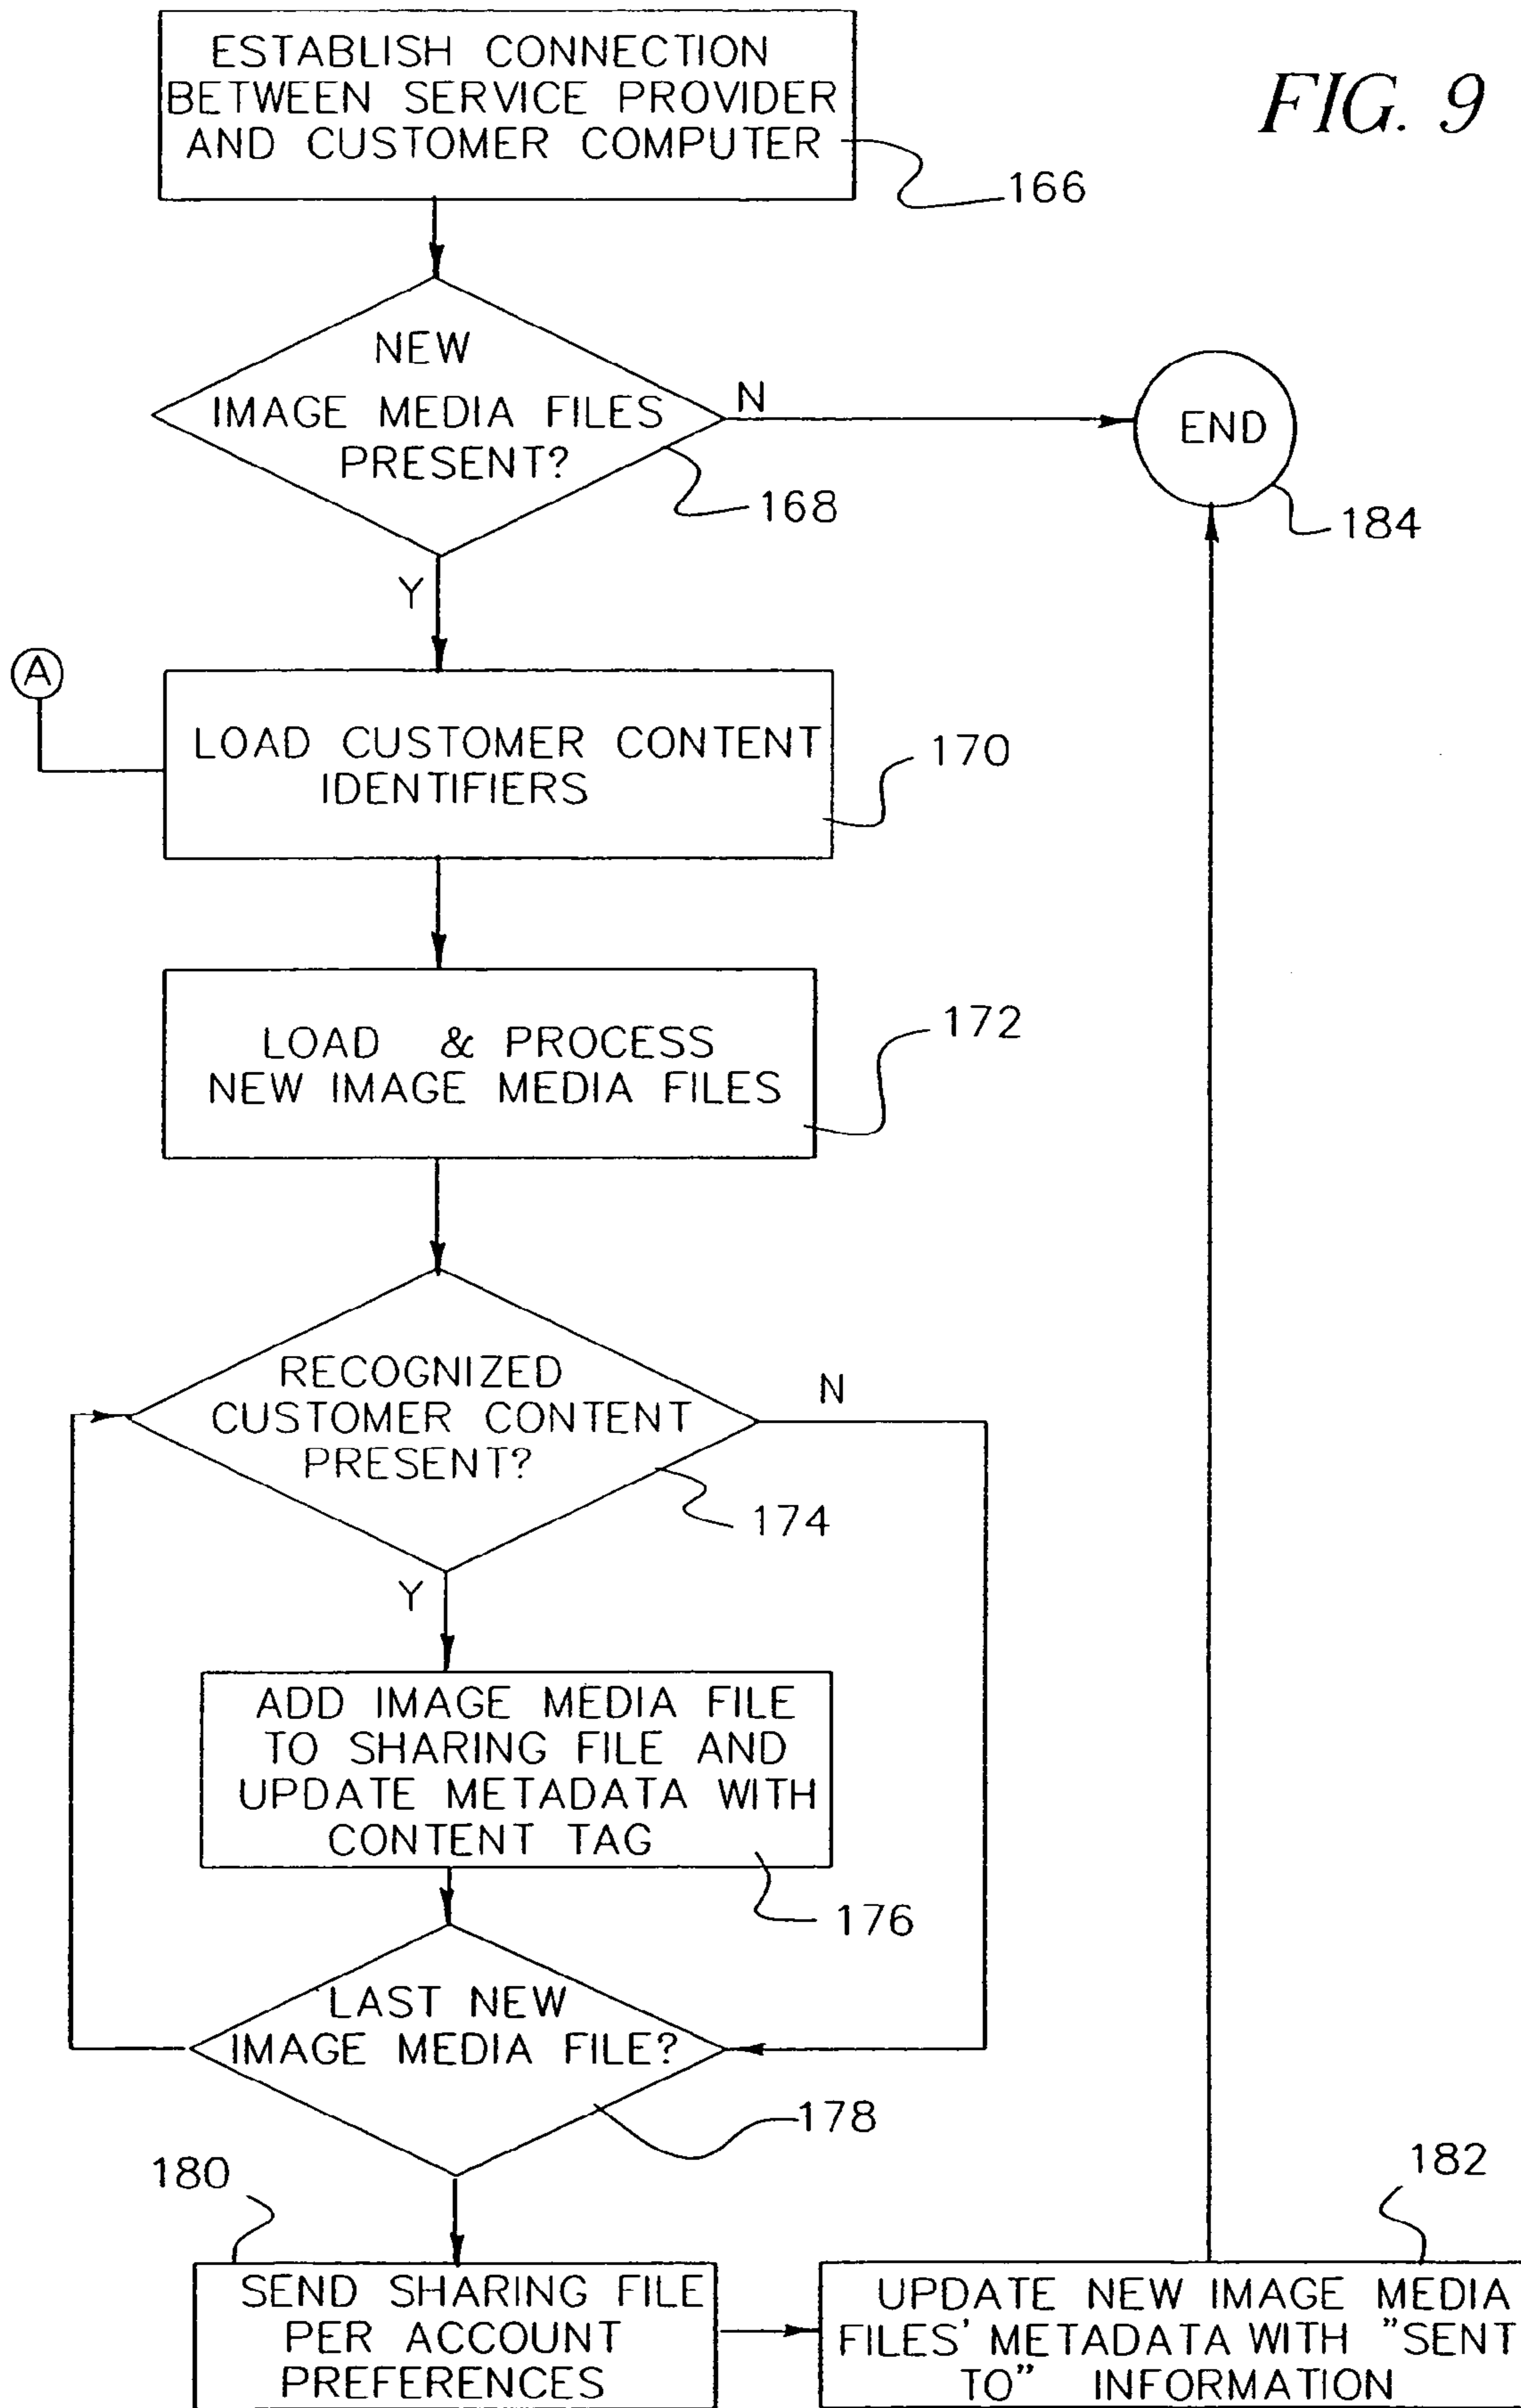 FIG. 9
ESTABLISH CONNECTION
BETWEEN SERVICE PROVIDER
AND CUSTOMER COMPUTER
166
NEW
IMAGE MEDIA FILES
PRESENT?
N
168
END
184
Y
A
LOAD CUSTOMER CONTENT
IDENTIFIERS
170
LOAD & PROCESS
NEW IMAGE MEDIA FILES
172
RECOGNIZED
CUSTOMER CONTENT
PRESENT?
N
174
Y
ADD IMAGE MEDIA FILE
TO SHARING FILE AND
UPDATE METADATA WITH
CONTENT TAG
176
LAST NEW
IMAGE MEDIA FILE?
178
180
SEND SHARING FILE
PER ACCOUNT
PREFERENCES
182
UPDATE NEW IMAGE MEDIA
FILES' METADATA WITH "SENT
TO" INFORMATION